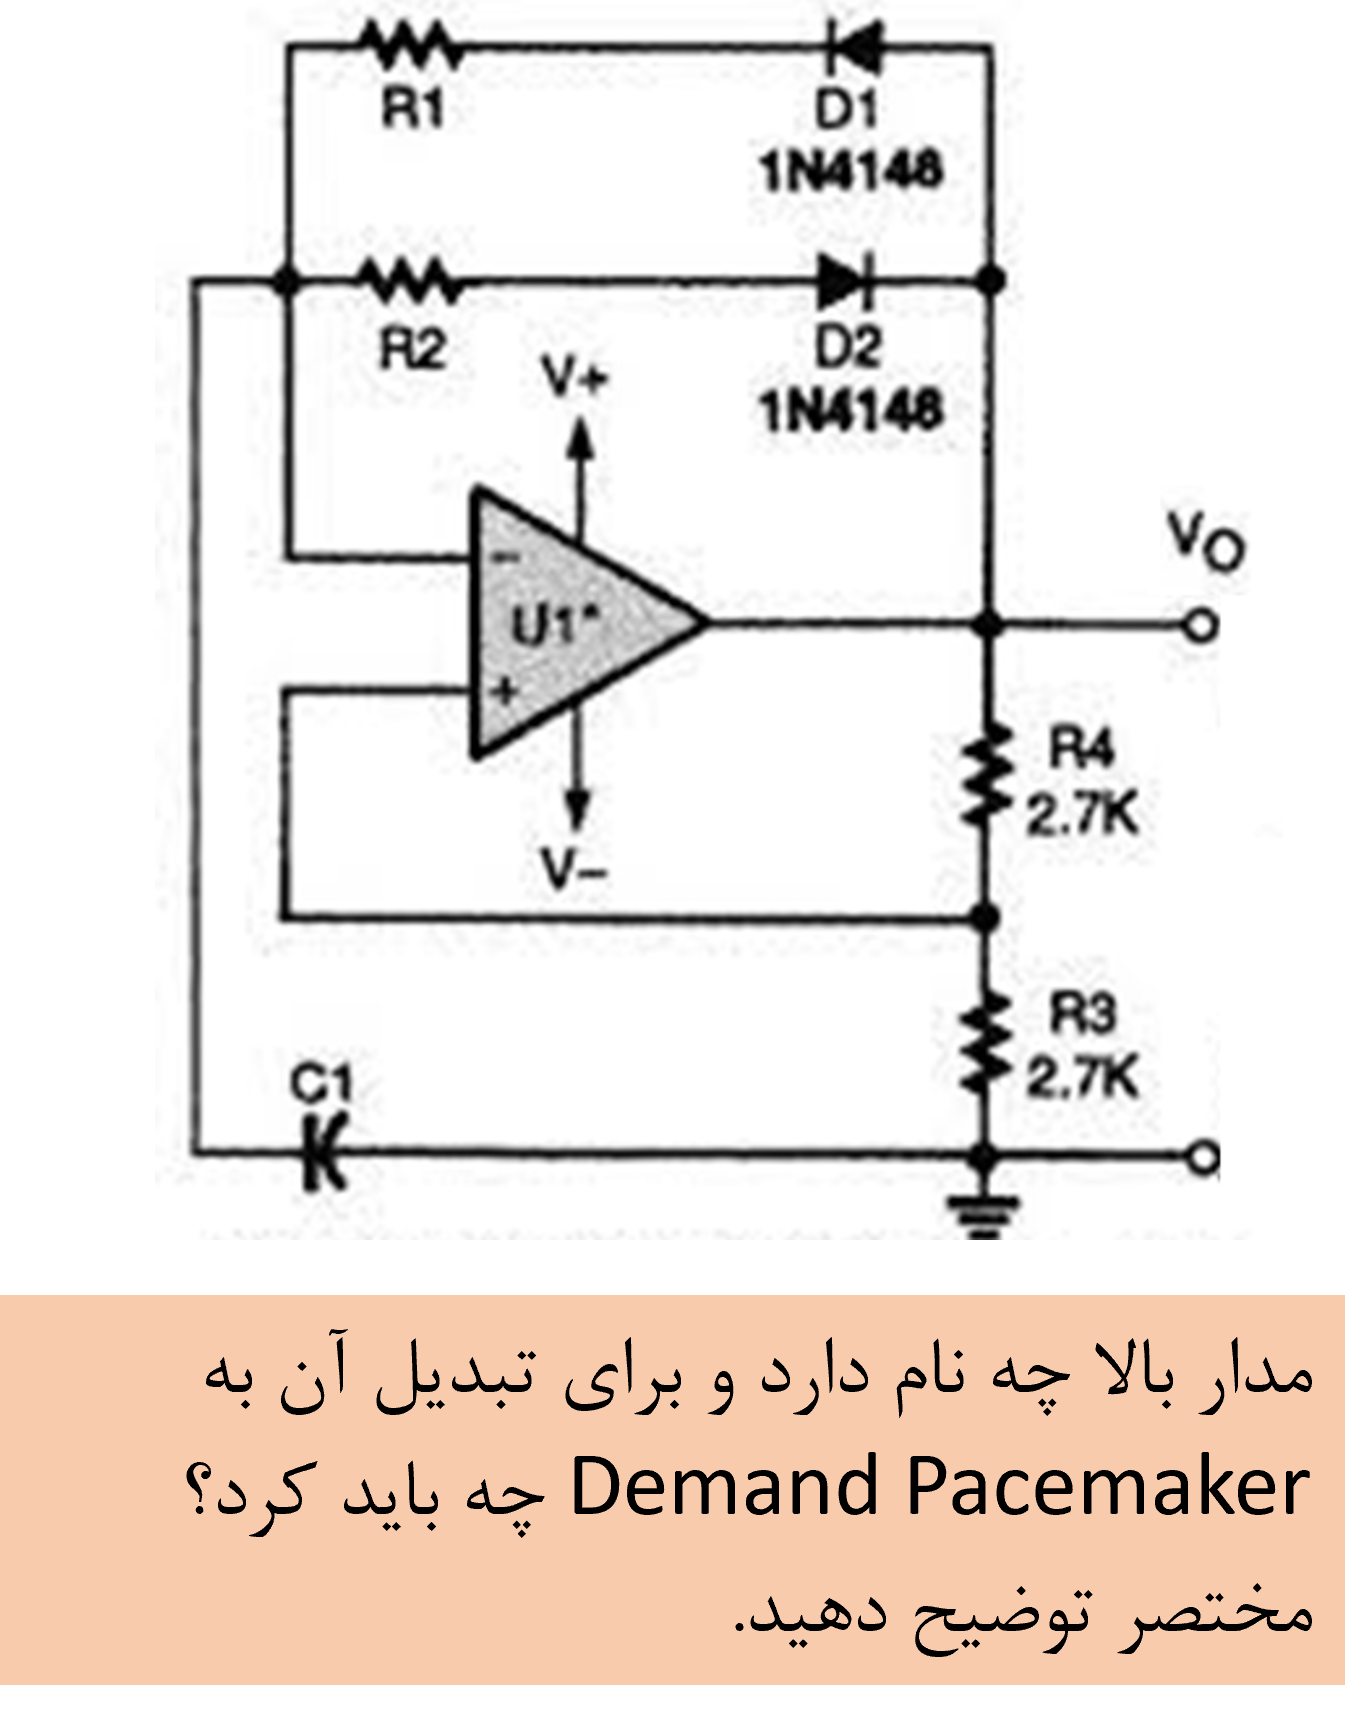 R1
D1
1N4148
R2
D2
1N4148
V+
VO
−
U1*
+
R4
2.7K
V−
R3
2.7K
C1
مدار بالا چه نام دارد و برای تبدیل آن به
Demand Pacemaker چه باید کرد؟
مختصر توضیح دهید.